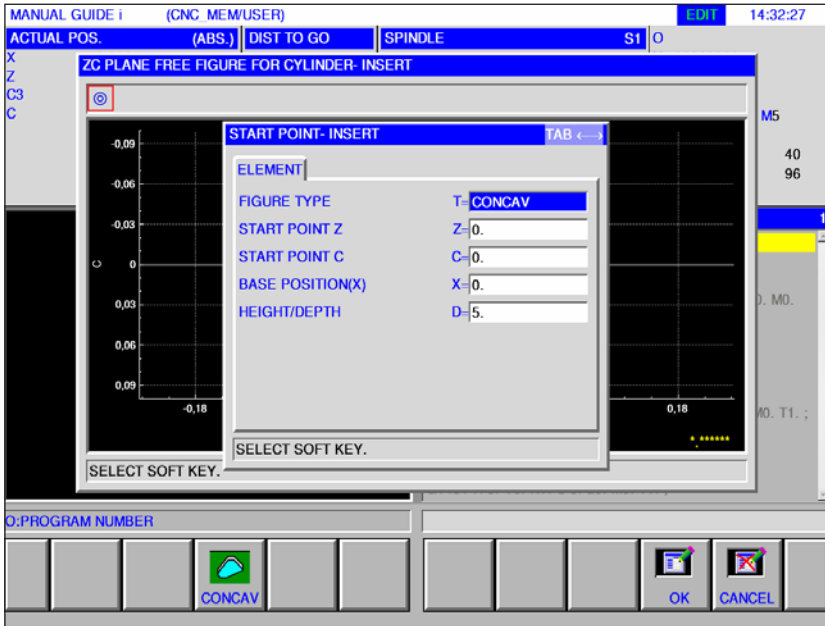 MANUAL GUIDE i (CNC_MEM/USER) EDIT 14:32:27
ACTUAL POS. (ABS.) DIST TO GO SPINDLE S1 O
X
Z
C3
C
M5
40
96
ZC PLANE FREE FIGURE FOR CYLINDER- INSERT
START POINT- INSERT TAB ←→
ELEMENT
FIGURE TYPE T=CONCAV
START POINT Z Z=0.
START POINT C C=0.
BASE POSITION(X) X=0.
HEIGHT/DEPTH D=5.
SELECT SOFT KEY.
-0,09
-0,06
-0,03
C 0
0,03
0,06
0,09
-0,18 0,18
*.******
SELECT SOFT KEY.
1
0. M0.
M0. T1. ;
O:PROGRAM NUMBER
CONCAV OK CANCEL